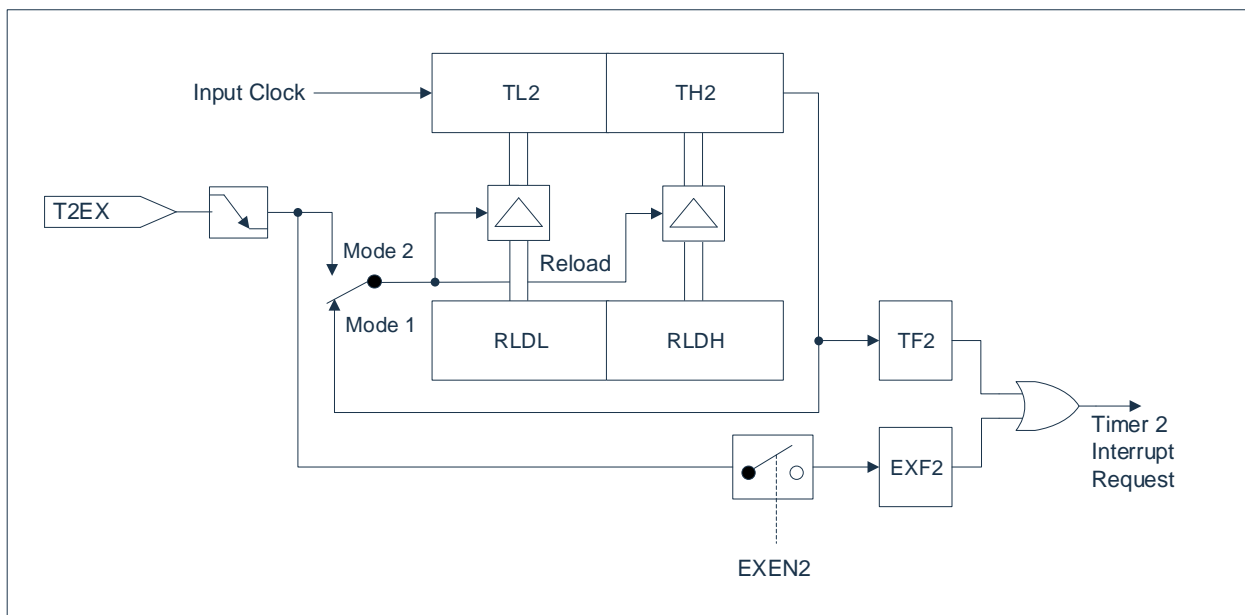 Input Clock
TL2
TH2
T2EX
Mode 2
Reload
Mode 1
RLDL
RLDH
TF2
EXF2
Timer 2
Interrupt
Request
EXEN2